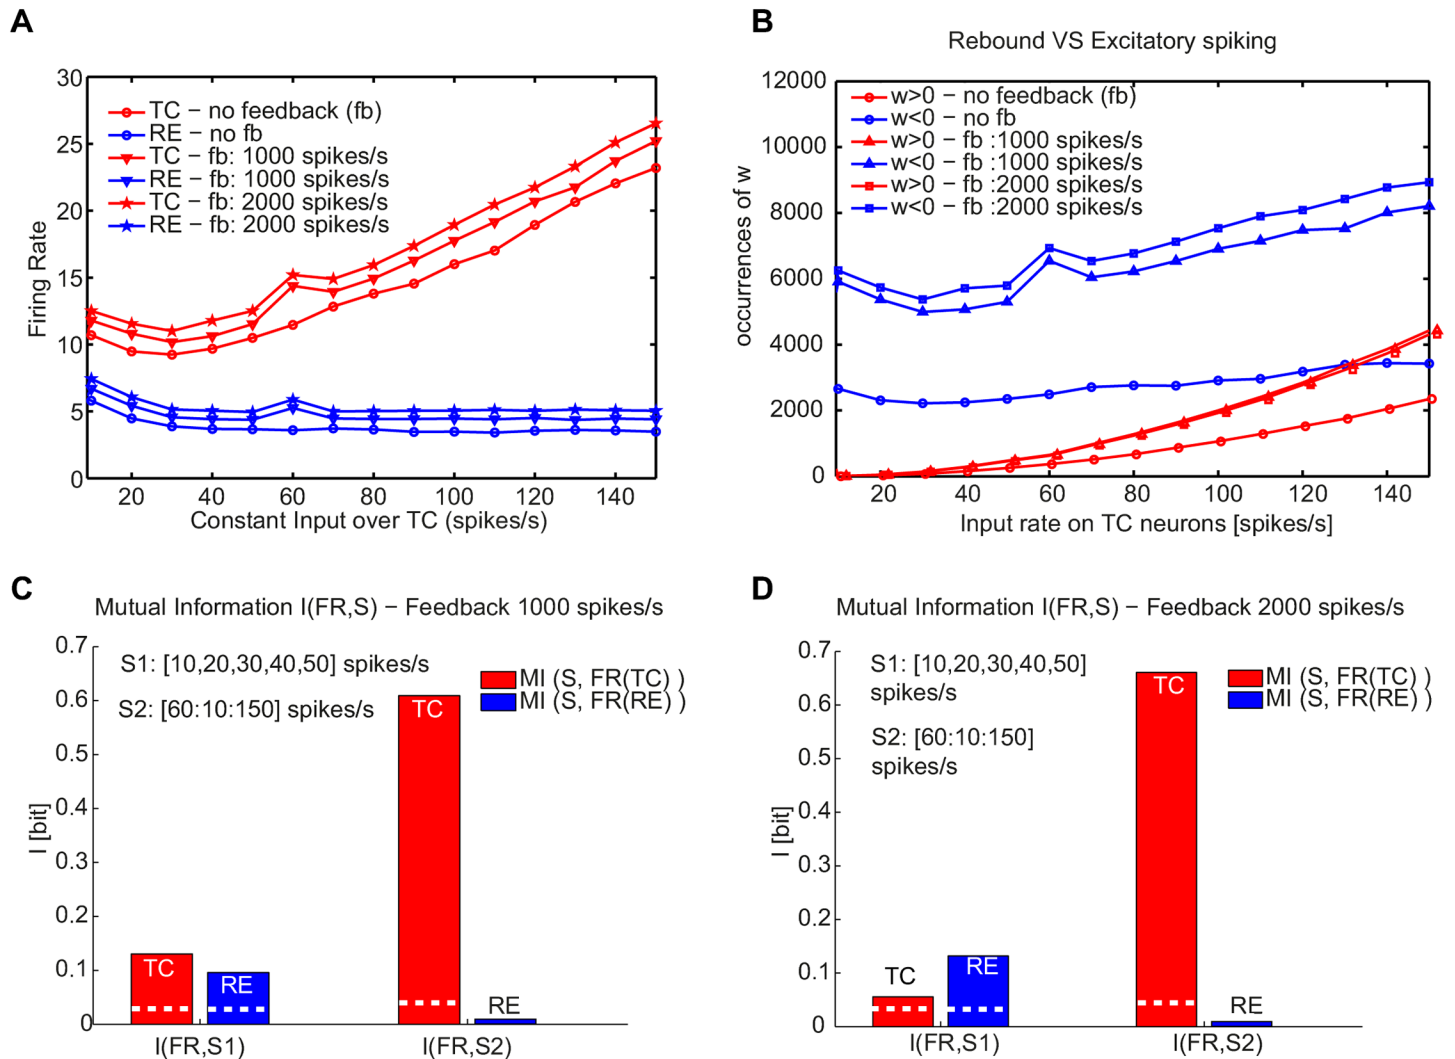 A
30
25
20
15
10
5
0
Firing Rate
TC – no feedback (fb)
RE – no fb
TC – fb: 1000 spikes/s
RE – fb: 1000 spikes/s
TC – fb: 2000 spikes/s
RE – fb: 2000 spikes/s
20 40 60 80 100 120 140
Constant Input over TC (spikes/s)
B
Rebound VS Excitatory spiking
12000
10000
8000
6000
4000
2000
0
occurrences of w
w>0 – no feedback (fb)
w<0 – no fb
w>0 – fb :1000 spikes/s
w<0 – fb :1000 spikes/s
w>0 – fb :2000 spikes/s
w<0 – fb :2000 spikes/s
20 40 60 80 100 120 140
Input rate on TC neurons [spikes/s]
C
Mutual Information I(FR,S) – Feedback 1000 spikes/s
0.7
0.6
0.5
0.4
0.3
0.2
0.1
0
I [bit]
S1: [10,20,30,40,50] spikes/s
S2: [60:10:150] spikes/s
MI (S, FR(TC) )
MI (S, FR(RE) )
TC
RE
TC
RE
I(FR,S1)
I(FR,S2)
D
Mutual Information I(FR,S) – Feedback 2000 spikes/s
0.7
0.6
0.5
0.4
0.3
0.2
0.1
0
I [bit]
S1: [10,20,30,40,50]
spikes/s
S2: [60:10:150]
spikes/s
MI (S, FR(TC) )
MI (S, FR(RE) )
TC
RE
TC
RE
I(FR,S1)
I(FR,S2)